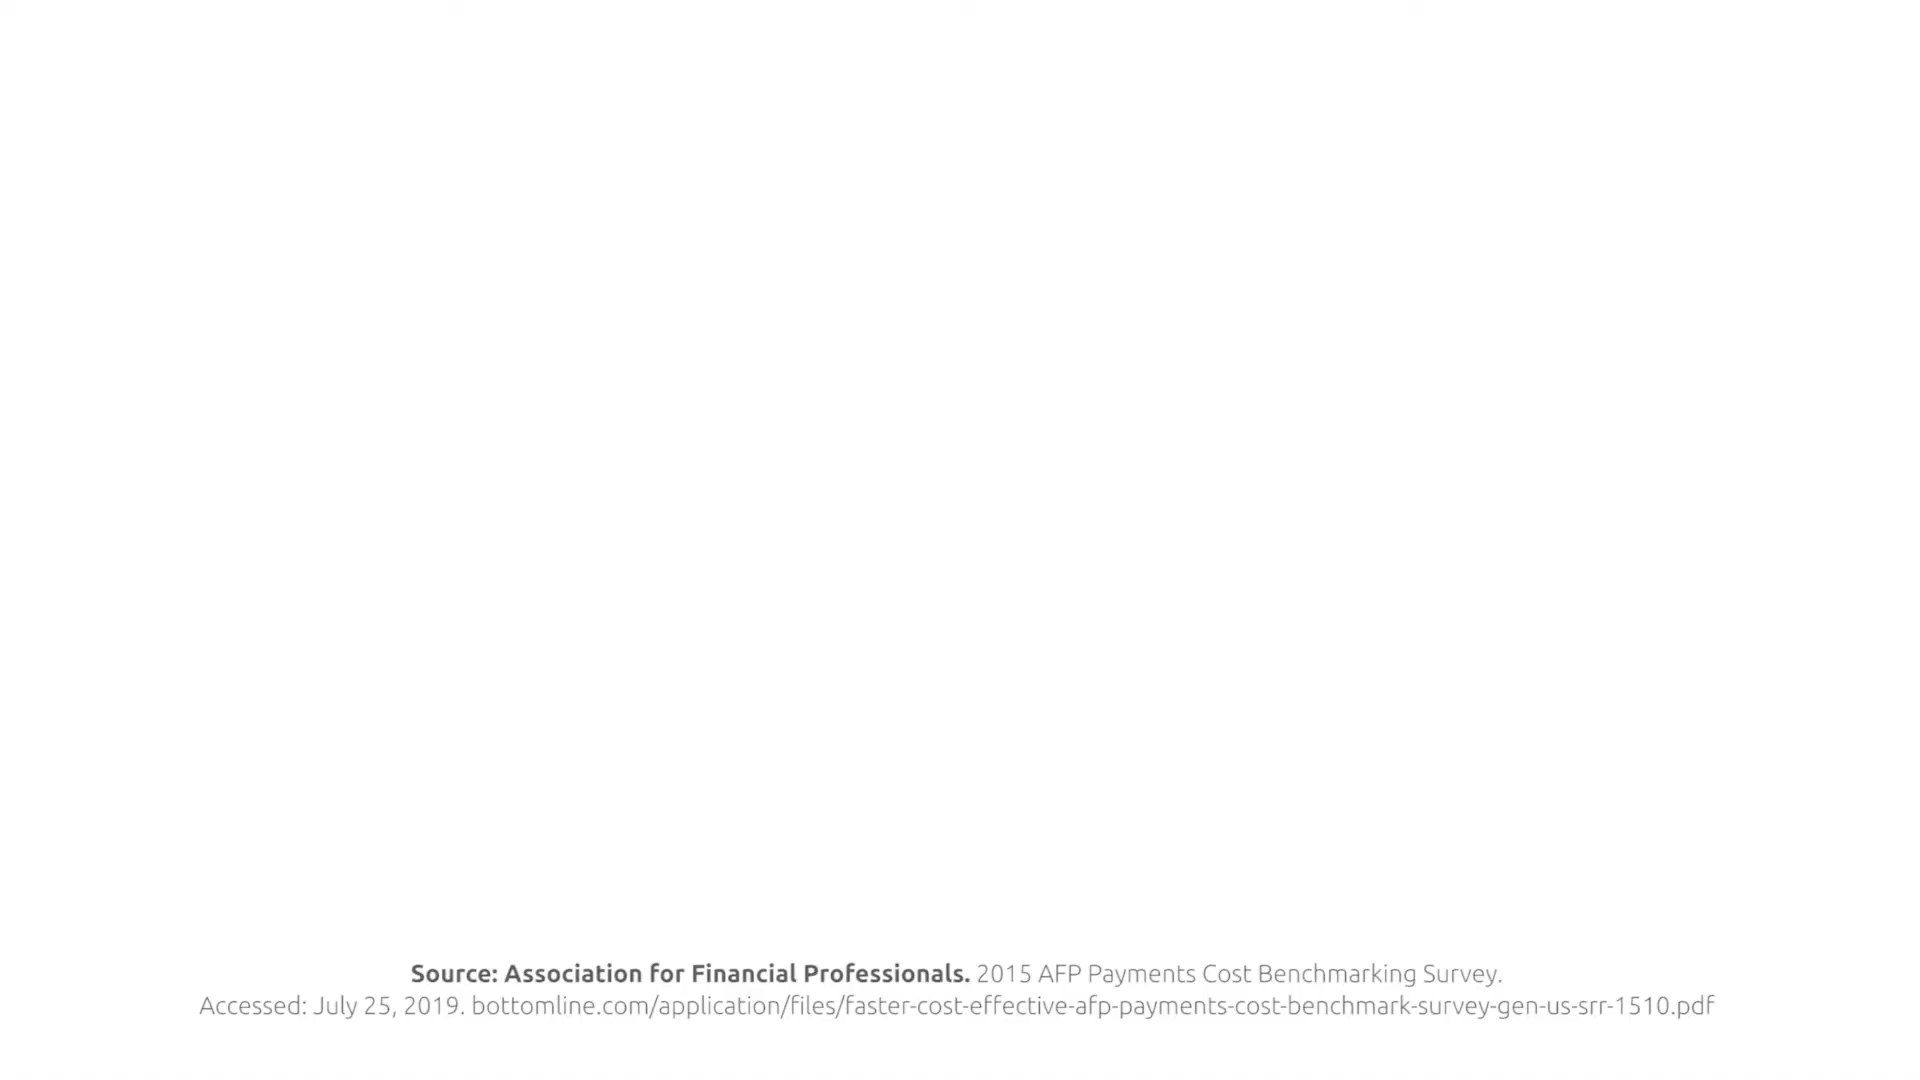 Source: Association for Financial Professionals. 2015 AFP Payments Cost Benchmarking Survey.
Accessed: July 25, 2019. bottomline.com/application/files/faster-cost-effective-afp-payments-cost-benchmark-survey-gen-us-srr-1510.pdf